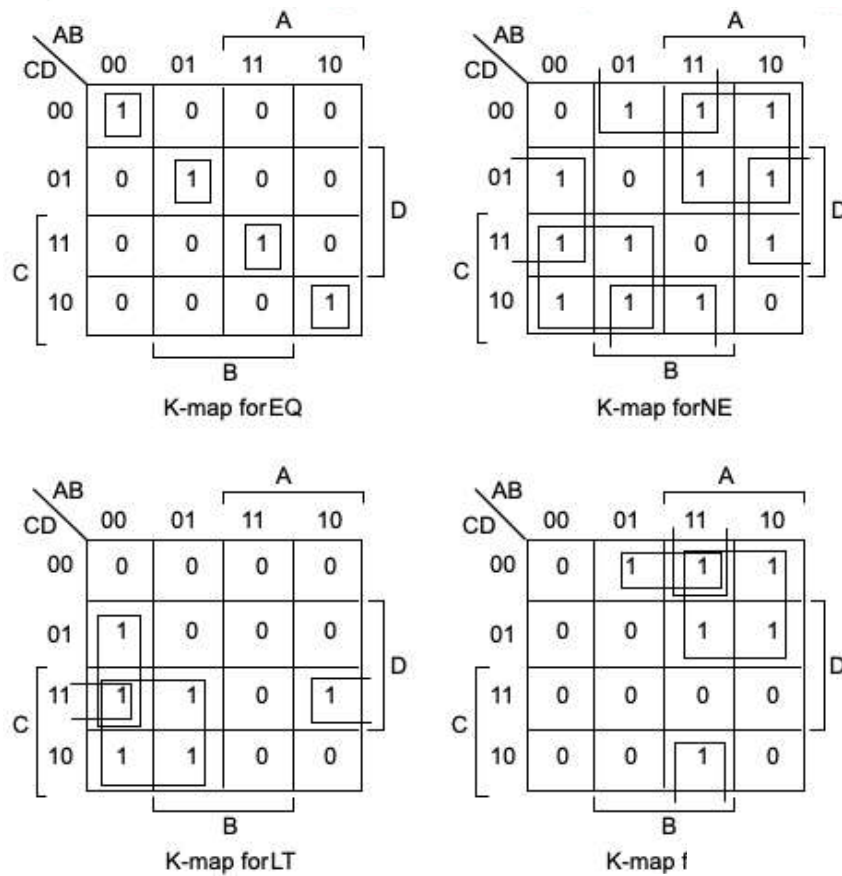 A A
AB AB
CD 00 01 11 10 CD 00 01 11 10
00 1 0 0 0 00 0 1 1 1
01 0 1 0 0 D 01 1 0 1 1 D
C 11 0 0 1 0 C 11 1 1 0 1
10 0 0 0 1 10 1 1 1 0
B B
K-map forEQ K-map forNE
A A
AB AB
CD 00 01 11 10 CD 00 01 11 10
00 0 0 0 0 00 0 1 1 1
01 1 0 0 0 D 01 0 0 1 1 D
C 11 1 1 0 1 C 11 0 0 0 0
10 1 1 0 0 10 0 0 1 0
B B
K-map forLT K-map f